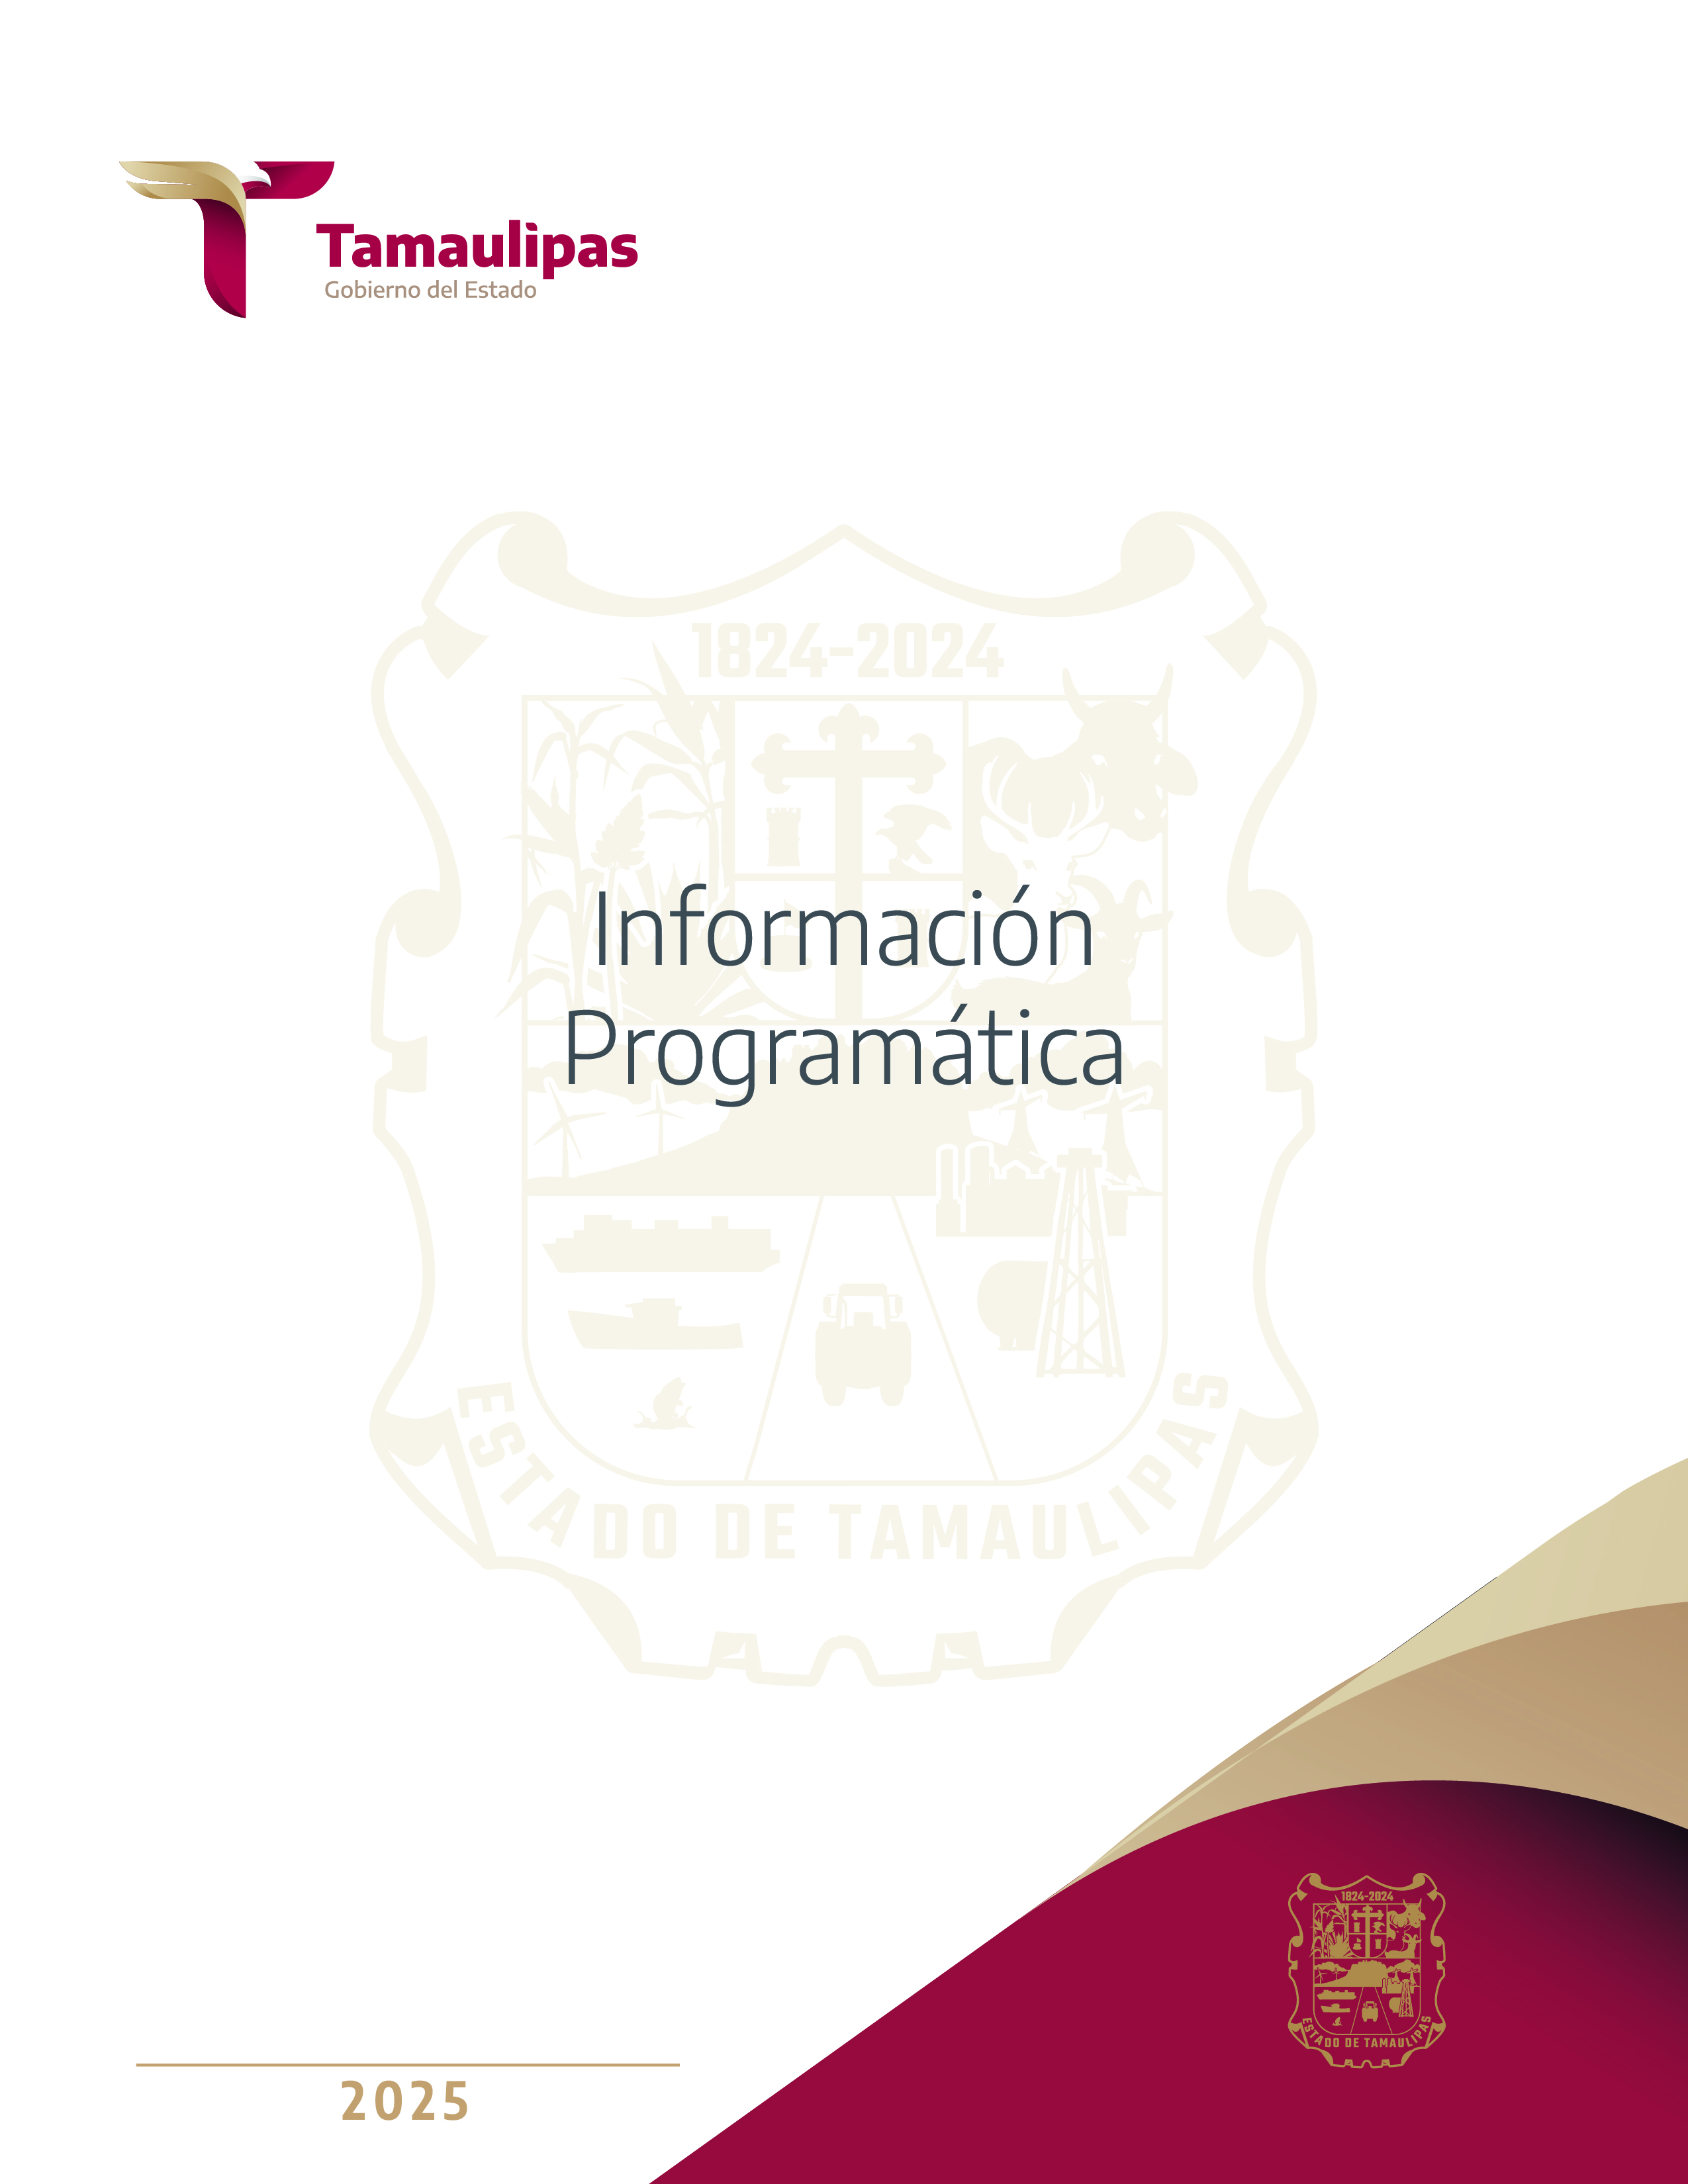 Tamaulipas
Gobierno del Estado
1824-2024
Información
Programática
ESTADO DE TAMAULIPAS
1824-2024
ESTADO DE TAMAULIPAS
2025